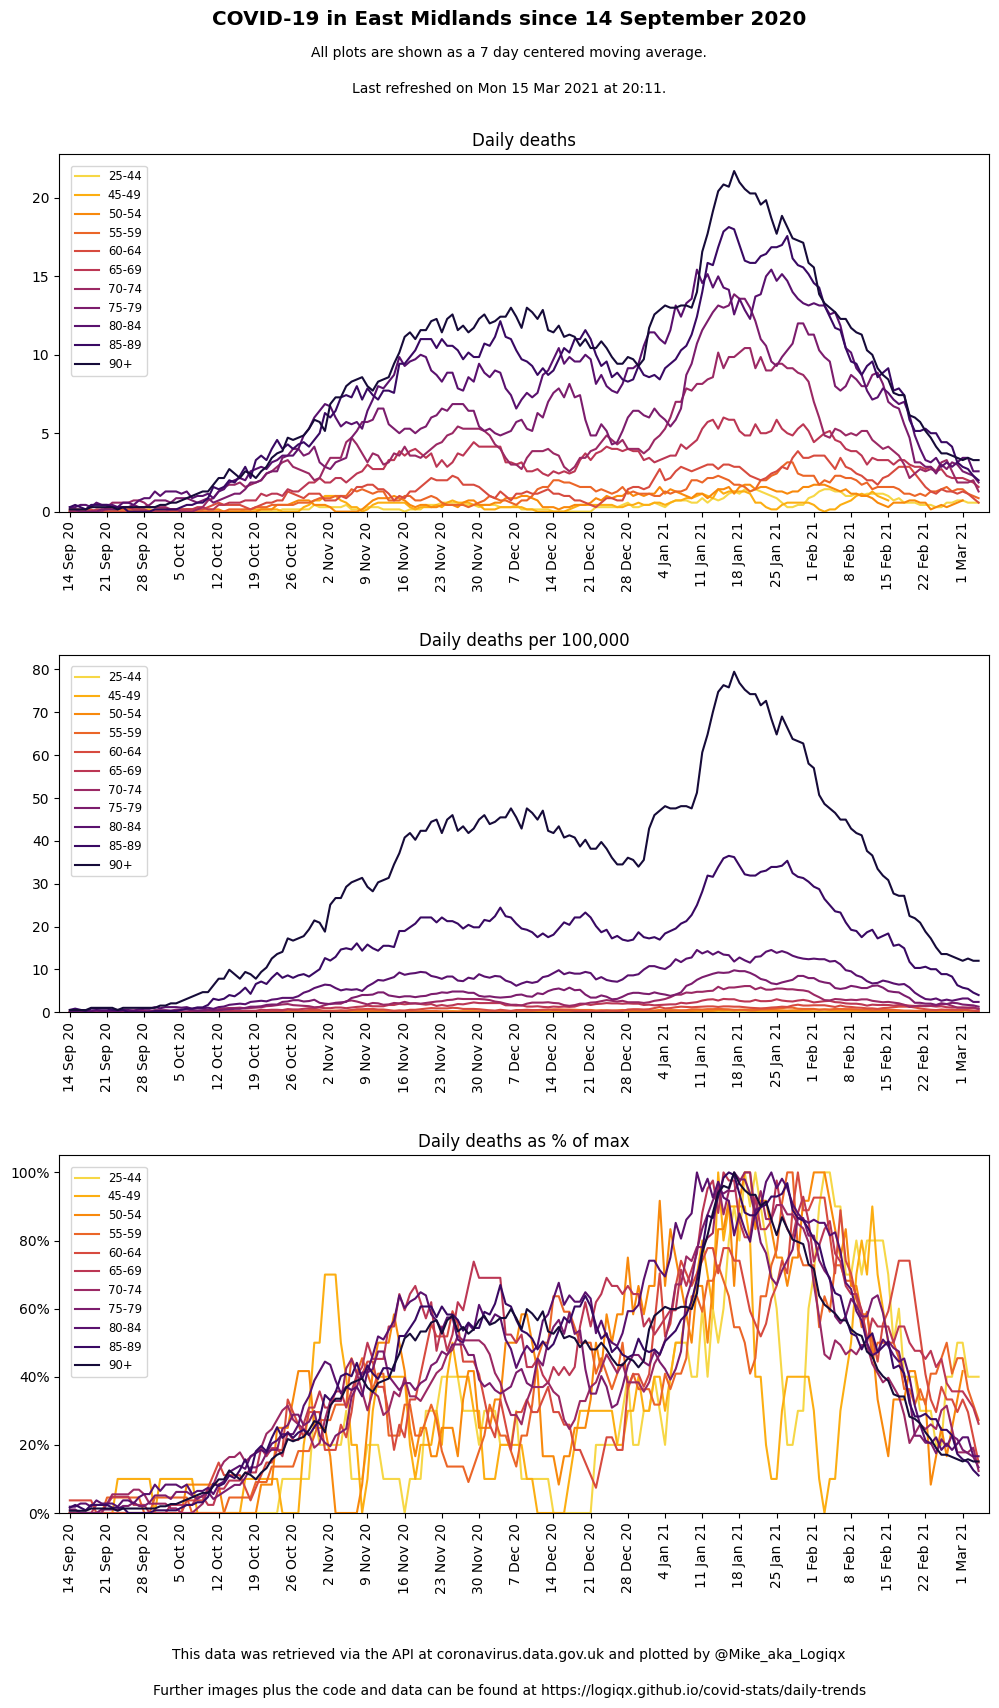 COVID-19 in East Midlands since 14 September 2020
All plots are shown as a 7 day centered moving average.
Last refreshed on Mon 15 Mar 2021 at 20:11.
Daily deaths
25-44
45-49
50-54
55-59
60-64
65-69
70-74
75-79
80-84
85-89
90+
20
15
10
5
0
14 Sep 20
21 Sep 20
28 Sep 20
5 Oct 20
12 Oct 20
19 Oct 20
26 Oct 20
2 Nov 20
9 Nov 20
16 Nov 20
23 Nov 20
30 Nov 20
7 Dec 20
14 Dec 20
21 Dec 20
28 Dec 20
4 Jan 21
11 Jan 21
18 Jan 21
25 Jan 21
1 Feb 21
8 Feb 21
15 Feb 21
22 Feb 21
1 Mar 21
Daily deaths per 100,000
25-44
45-49
50-54
55-59
60-64
65-69
70-74
75-79
80-84
85-89
90+
80
70
60
50
40
30
20
10
0
14 Sep 20
21 Sep 20
28 Sep 20
5 Oct 20
12 Oct 20
19 Oct 20
26 Oct 20
2 Nov 20
9 Nov 20
16 Nov 20
23 Nov 20
30 Nov 20
7 Dec 20
14 Dec 20
21 Dec 20
28 Dec 20
4 Jan 21
11 Jan 21
18 Jan 21
25 Jan 21
1 Feb 21
8 Feb 21
15 Feb 21
22 Feb 21
1 Mar 21
Daily deaths as % of max
25-44
45-49
50-54
55-59
60-64
65-69
70-74
75-79
80-84
85-89
90+
100%
80%
60%
40%
20%
0%
14 Sep 20
21 Sep 20
28 Sep 20
5 Oct 20
12 Oct 20
19 Oct 20
26 Oct 20
2 Nov 20
9 Nov 20
16 Nov 20
23 Nov 20
30 Nov 20
7 Dec 20
14 Dec 20
21 Dec 20
28 Dec 20
4 Jan 21
11 Jan 21
18 Jan 21
25 Jan 21
1 Feb 21
8 Feb 21
15 Feb 21
22 Feb 21
1 Mar 21
This data was retrieved via the API at coronavirus.data.gov.uk and plotted by @Mike_aka_Logiqx
Further images plus the code and data can be found at https://logiqx.github.io/covid-stats/daily-trends